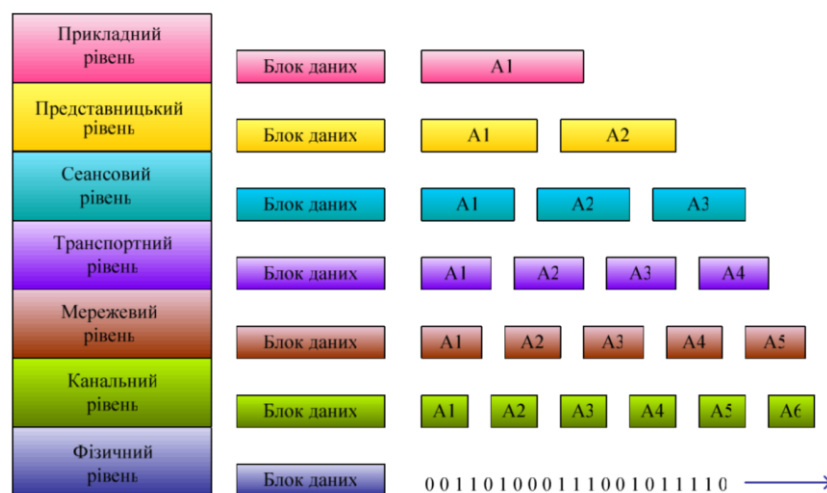 Прикладний
рівень
Блок даних A1
Представницький
рівень
Блок даних A1 A2
Сеансовий
рівень
Блок даних A1 A2 A3
Транспортний
рівень
Блок даних A1 A2 A3 A4
Мережевий
рівень
Блок даних A1 A2 A3 A4 A5
Канальний
рівень
Блок даних A1 A2 A3 A4 A5 A6
Фізичний
рівень
Блок даних 0 0 1 1 0 1 0 0 0 1 1 1 0 0 1 0 1 1 1 1 0